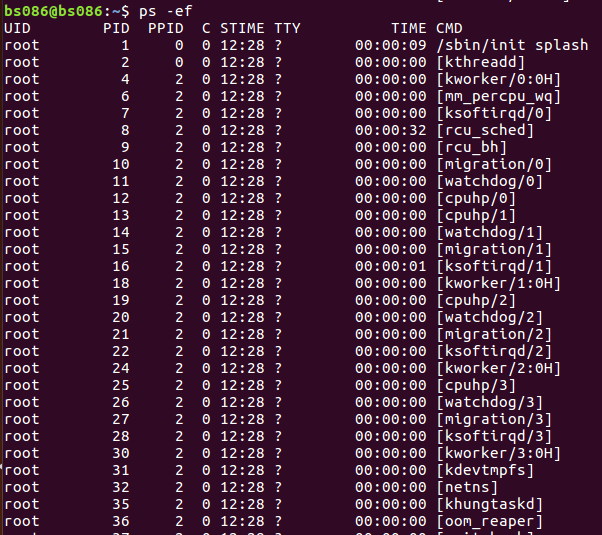 bs086@bs086:~$ ps -ef
UID        PID  PPID  C STIME TTY          TIME CMD
root         1     0  0 12:28 ?        00:00:09 /sbin/init splash
root         2     0  0 12:28 ?        00:00:00 [kthreadd]
root         4     2  0 12:28 ?        00:00:00 [kworker/0:0H]
root         6     2  0 12:28 ?        00:00:00 [mm_percpu_wq]
root         7     2  0 12:28 ?        00:00:00 [ksoftirqd/0]
root         8     2  0 12:28 ?        00:00:32 [rcu_sched]
root         9     2  0 12:28 ?        00:00:00 [rcu_bh]
root        10     2  0 12:28 ?        00:00:00 [migration/0]
root        11     2  0 12:28 ?        00:00:00 [watchdog/0]
root        12     2  0 12:28 ?        00:00:00 [cpuhp/0]
root        13     2  0 12:28 ?        00:00:00 [cpuhp/1]
root        14     2  0 12:28 ?        00:00:00 [watchdog/1]
root        15     2  0 12:28 ?        00:00:00 [migration/1]
root        16     2  0 12:28 ?        00:00:01 [ksoftirqd/1]
root        18     2  0 12:28 ?        00:00:00 [kworker/1:0H]
root        19     2  0 12:28 ?        00:00:00 [cpuhp/2]
root        20     2  0 12:28 ?        00:00:00 [watchdog/2]
root        21     2  0 12:28 ?        00:00:00 [migration/2]
root        22     2  0 12:28 ?        00:00:00 [ksoftirqd/2]
root        24     2  0 12:28 ?        00:00:00 [kworker/2:0H]
root        25     2  0 12:28 ?        00:00:00 [cpuhp/3]
root        26     2  0 12:28 ?        00:00:00 [watchdog/3]
root        27     2  0 12:28 ?        00:00:00 [migration/3]
root        28     2  0 12:28 ?        00:00:00 [ksoftirqd/3]
root        30     2  0 12:28 ?        00:00:00 [kworker/3:0H]
root        31     2  0 12:28 ?        00:00:00 [kdevtmpfs]
root        32     2  0 12:28 ?        00:00:00 [netns]
root        35     2  0 12:28 ?        00:00:00 [khungtaskd]
root        36     2  0 12:28 ?        00:00:00 [oom_reaper]